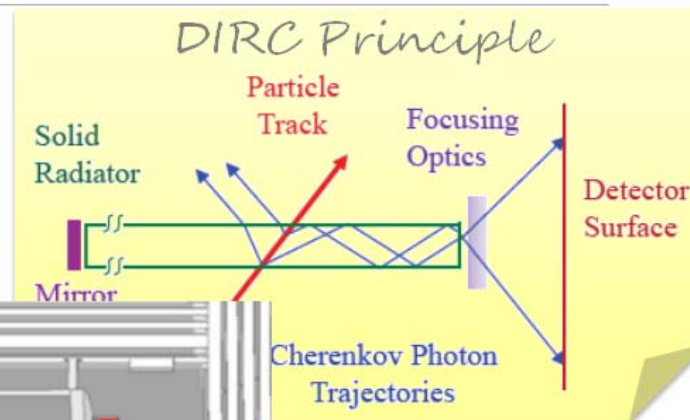 DIRC Principle
Particle
Track
Solid
Radiator
Focusing
Optics
Detector
Surface
Mirror
Cherenkov Photon
Trajectories